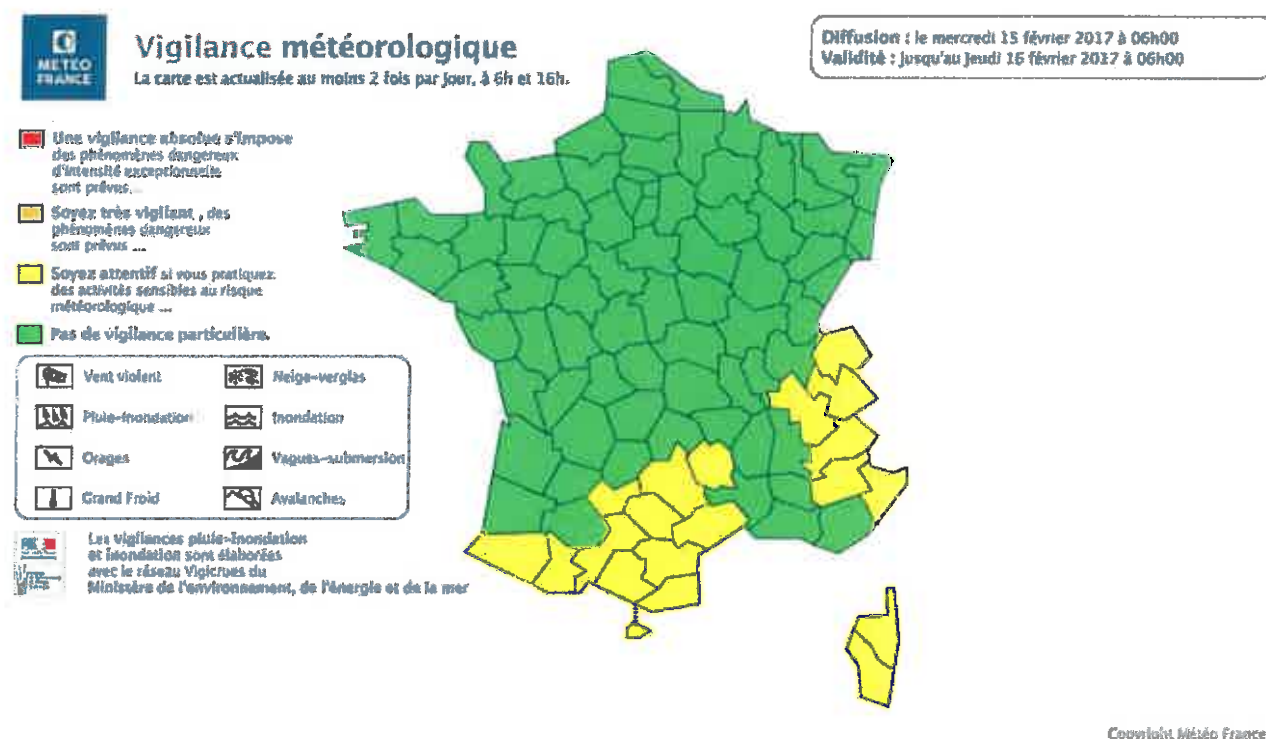 METEO
FRANCE
Vigilance météorologique
La carte est actualisée au moins 2 fois par jour, à 6h et 16h.
Diffusion : le mercredi 15 février 2017 à 06h00
Validité : jusqu'au jeudi 16 février 2017 à 06h00
Une vigilance absolue s'impose
des phénomènes dangereux
d'intensité exceptionnelle
sont prévus...
Soyez très vigilant , des
phénomènes dangereux
sont prévus ...
Soyez attentif si vous pratiquez
des activités sensibles au risque
météorologique ...
Pas de vigilance particulière.
Vent violent
Neige-verglas
Pluie-inondation
Inondation
Orages
Vagues-submersion
Grand Froid
Avalanches
Les vigilances pluie-inondation
et inondation sont élaborées
avec le réseau Vigicrues du
Ministère de l'environnement, de l'énergie et de la mer
Copyright Météo France